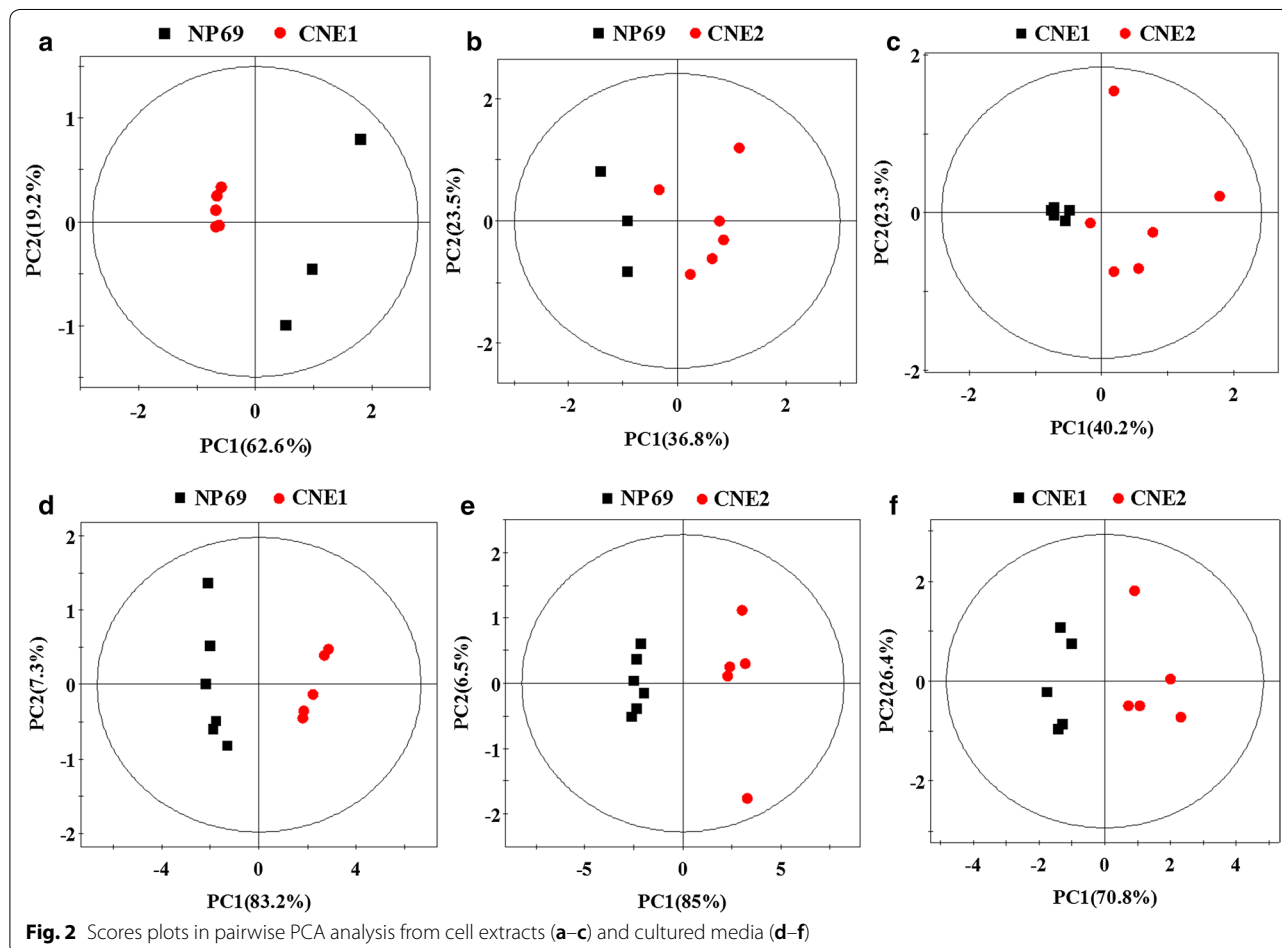 a
NP69 CNE1
PC2(19.2%)
1
0
-1
-2 0 2
PC1(62.6%)
b
NP69 CNE2
PC2(23.5%)
2
0
-2
-2 0 2
PC1(36.8%)
c
CNE1 CNE2
PC2(23.3%)
2
0
-2
-2 0 2
PC1(40.2%)
d
NP69 CNE1
PC2(7.3%)
2
1
0
-1
-2
-4 0 4
PC1(83.2%)
e
NP69 CNE2
PC2(6.5%)
2
1
0
-1
-2
-5 0 5
PC1(85%)
f
CNE1 CNE2
PC2(26.4%)
2
0
-2
-4 -2 0 2 4
PC1(70.8%)
Fig. 2 Scores plots in pairwise PCA analysis from cell extracts (a–c) and cultured media (d–f)